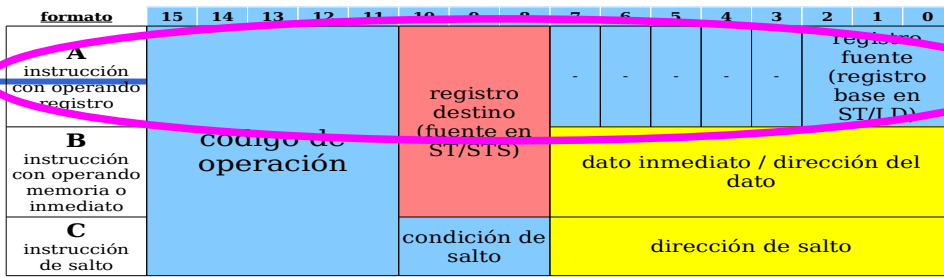 formato 15 14 13 12 11 10 9 8 7 6 5 4 3 2 1 0
A
instrucción
con operando
registro
- - - - -
registro
fuente
(registro
base en
ST/LD)
registro
destino
(fuente en
ST/STS)
código de
operación
B
instrucción
con operando
memoria o
inmediato
dato inmediato / dirección del
dato
C
instrucción
de salto
condición de
salto
dirección de salto